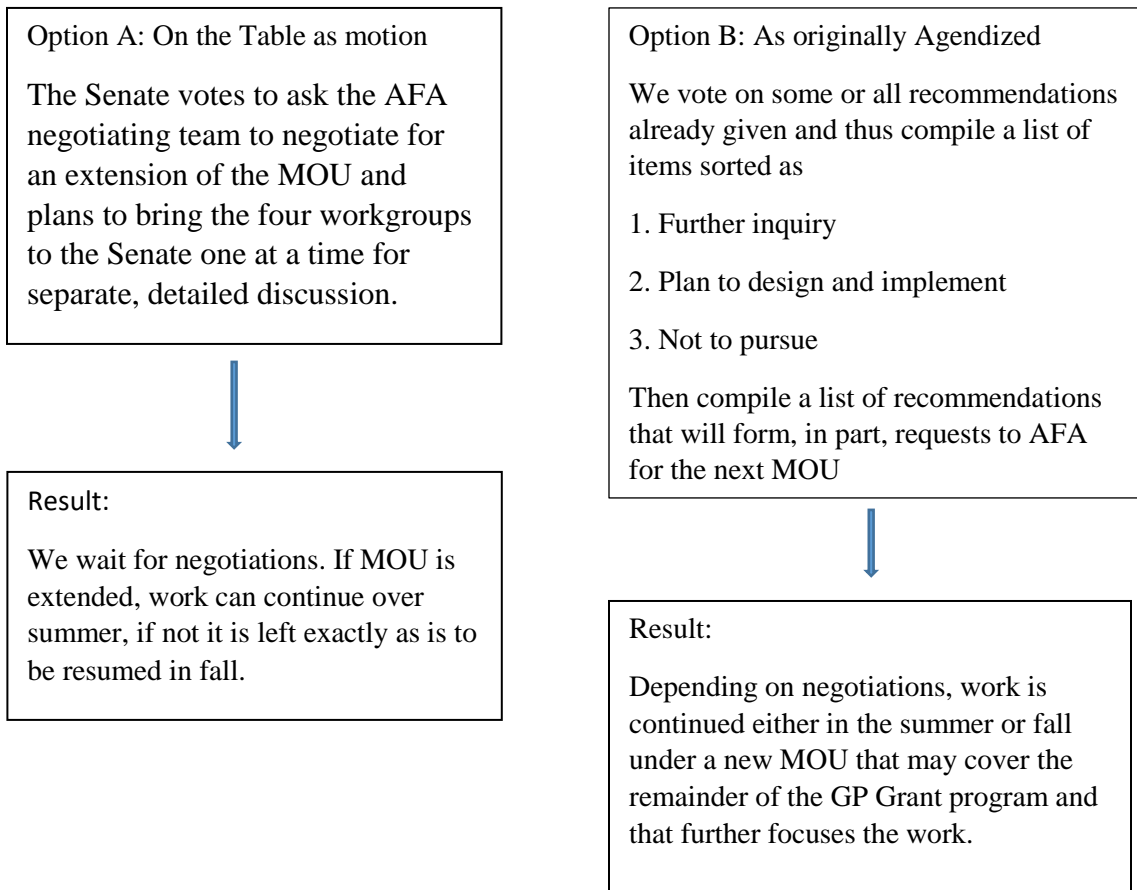 Option A: On the Table as motion
The Senate votes to ask the AFA
negotiating team to negotiate for
an extension of the MOU and
plans to bring the four workgroups
to the Senate one at a time for
separate, detailed discussion.
Result:
We wait for negotiations. If MOU is
extended, work can continue over
summer, if not it is left exactly as is to
be resumed in fall.
Option B: As originally Agendized
We vote on some or all recommendations
already given and thus compile a list of
items sorted as
1. Further inquiry
2. Plan to design and implement
3. Not to pursue
Then compile a list of recommendations
that will form, in part, requests to AFA
for the next MOU
Result:
Depending on negotiations, work is
continued either in the summer or fall
under a new MOU that may cover the
remainder of the GP Grant program and
that further focuses the work.